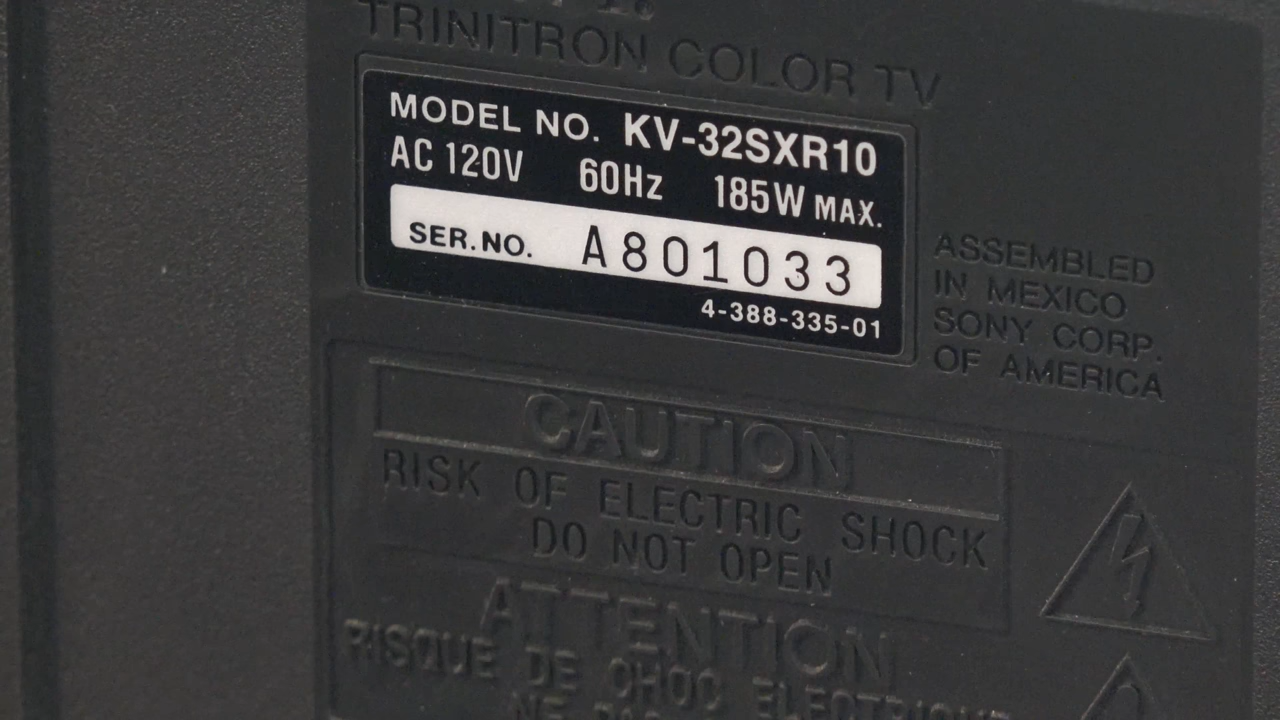 TRINITRON COLOR TV
MODEL NO. KV-32SXR10
AC 120V 60Hz 185W MAX.
SER.NO. A801033
4-388-335-01
ASSEMBLED
IN MEXICO
SONY CORP.
OF AMERICA
CAUTION
RISK OF ELECTRIC SHOCK
DO NOT OPEN
ATTENTION
RISQUE DE CHOC